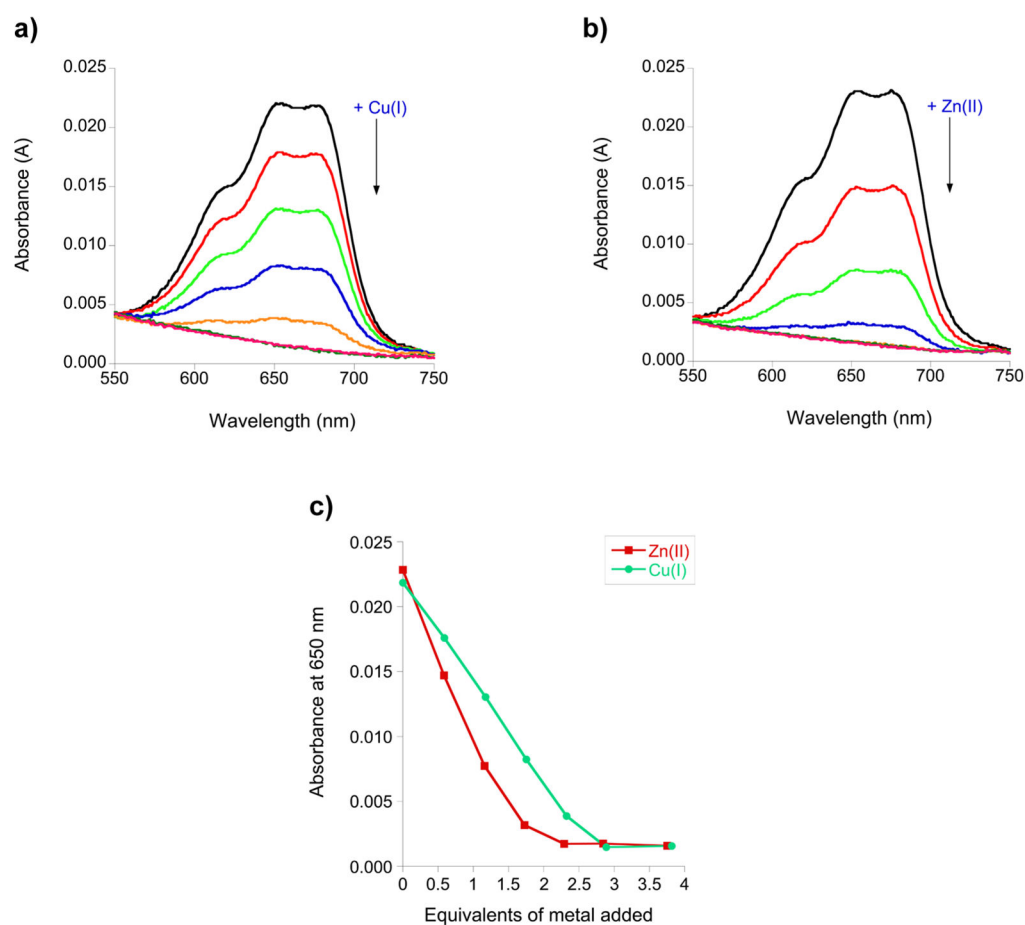 a)
0.025
0.020
0.015
0.010
0.005
0.000
550
600
650
700
750
Absorbance (A)
Wavelength (nm)
+ Cu(I)
b)
0.025
0.020
0.015
0.010
0.005
0.000
550
600
650
700
750
Absorbance (A)
Wavelength (nm)
+ Zn(II)
c)
0.025
0.020
0.015
0.010
0.005
0.000
0
0.5
1
1.5
2
2.5
3
3.5
4
Absorbance at 650 nm
Equivalents of metal added
Zn(II)
Cu(I)